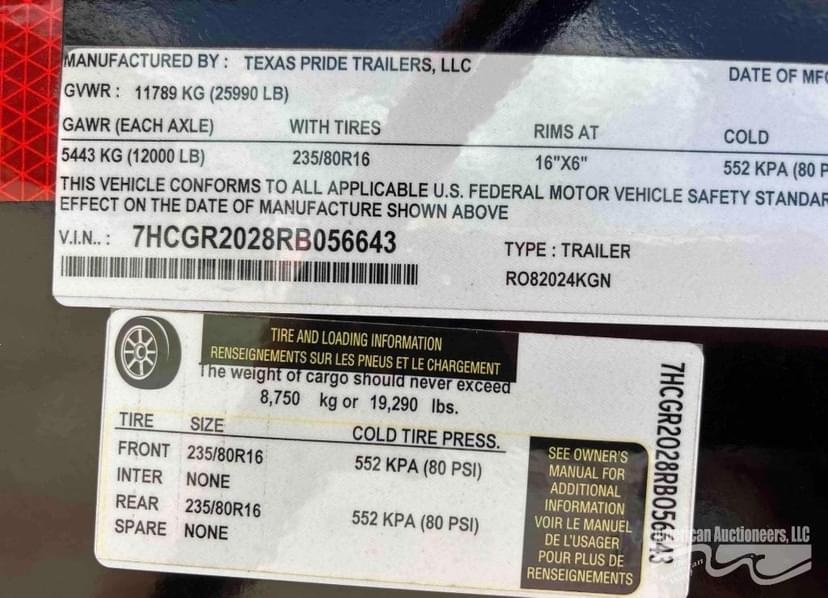 MANUFACTURED BY : TEXAS PRIDE TRAILERS, LLC
DATE OF MFG
GVWR : 11789 KG (25990 LB)
GAWR (EACH AXLE) WITH TIRES RIMS AT COLD
5443 KG (12000 LB) 235/80R16 16"X6" 552 KPA (80 P
THIS VEHICLE CONFORMS TO ALL APPLICABLE U.S. FEDERAL MOTOR VEHICLE SAFETY STANDAR
EFFECT ON THE DATE OF MANUFACTURE SHOWN ABOVE
V.I.N.. : 7HCGR2028RB056643
TYPE : TRAILER
RO82024KGN
TIRE AND LOADING INFORMATION
RENSEIGNEMENTS SUR LES PNEUS ET LE CHARGEMENT
The weight of cargo should never exceed
8,750 kg or 19,290 lbs.
TIRE SIZE COLD TIRE PRESS.
FRONT 235/80R16 552 KPA (80 PSI)
INTER NONE
REAR 235/80R16 552 KPA (80 PSI)
SPARE NONE
SEE OWNER'S
MANUAL FOR
ADDITIONAL
INFORMATION
VOIR LE MANUEL
DE L'USAGER
POUR PLUS DE
RENSEIGNEMENTS
7HCGR2028RB056643
American Auctioneers, LLC